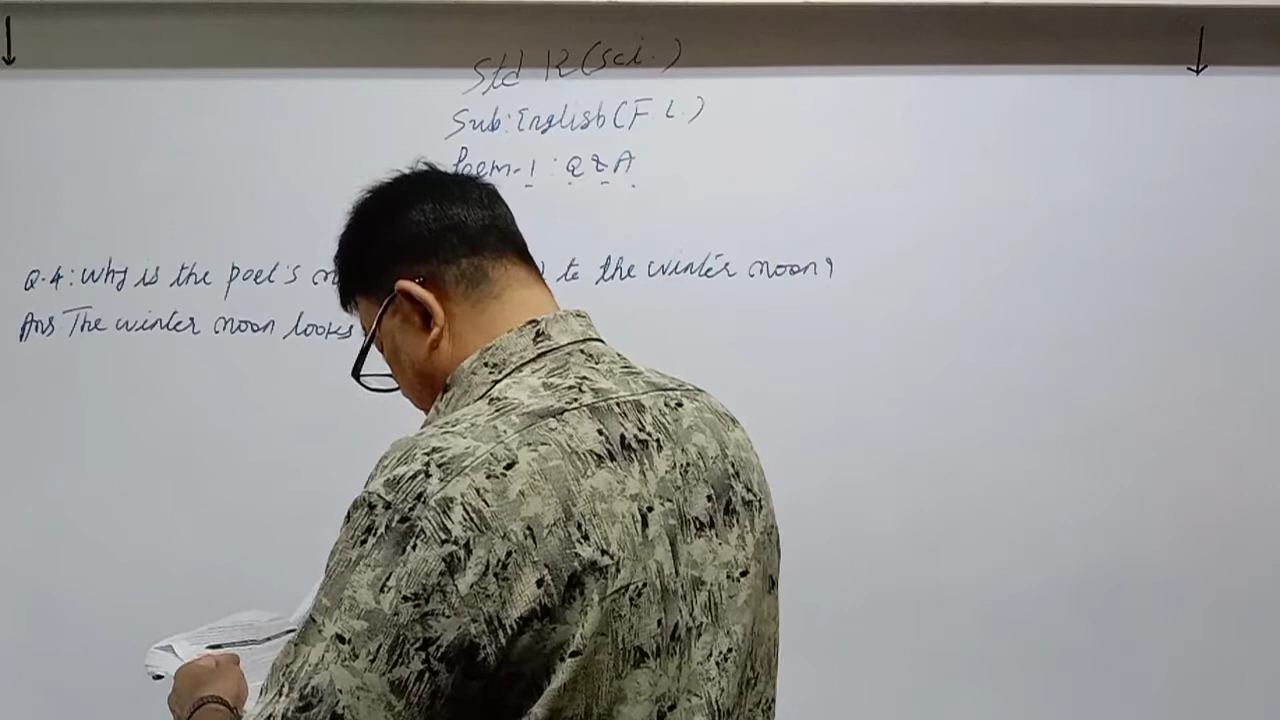 Std 12 (Sci.)
Sub: English (F.L.)
Poem-1: Q & A
Q.4: Why is the poet's to the winter moon?
Ans The winter moon looks